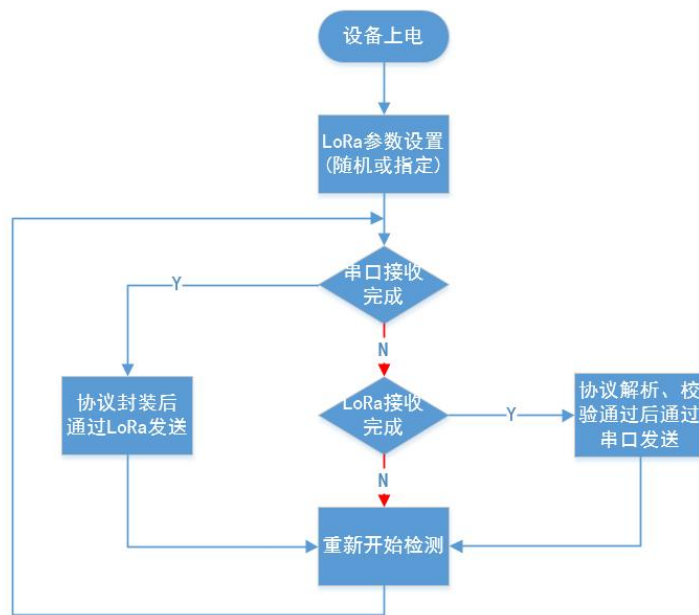 设备上电
LoRa参数设置
(随机或指定)
串口接收
完成
Y
N
协议封装后
通过LoRa发送
LoRa接收
完成
Y
协议解析、校
验通过后通过
串口发送
N
重新开始检测